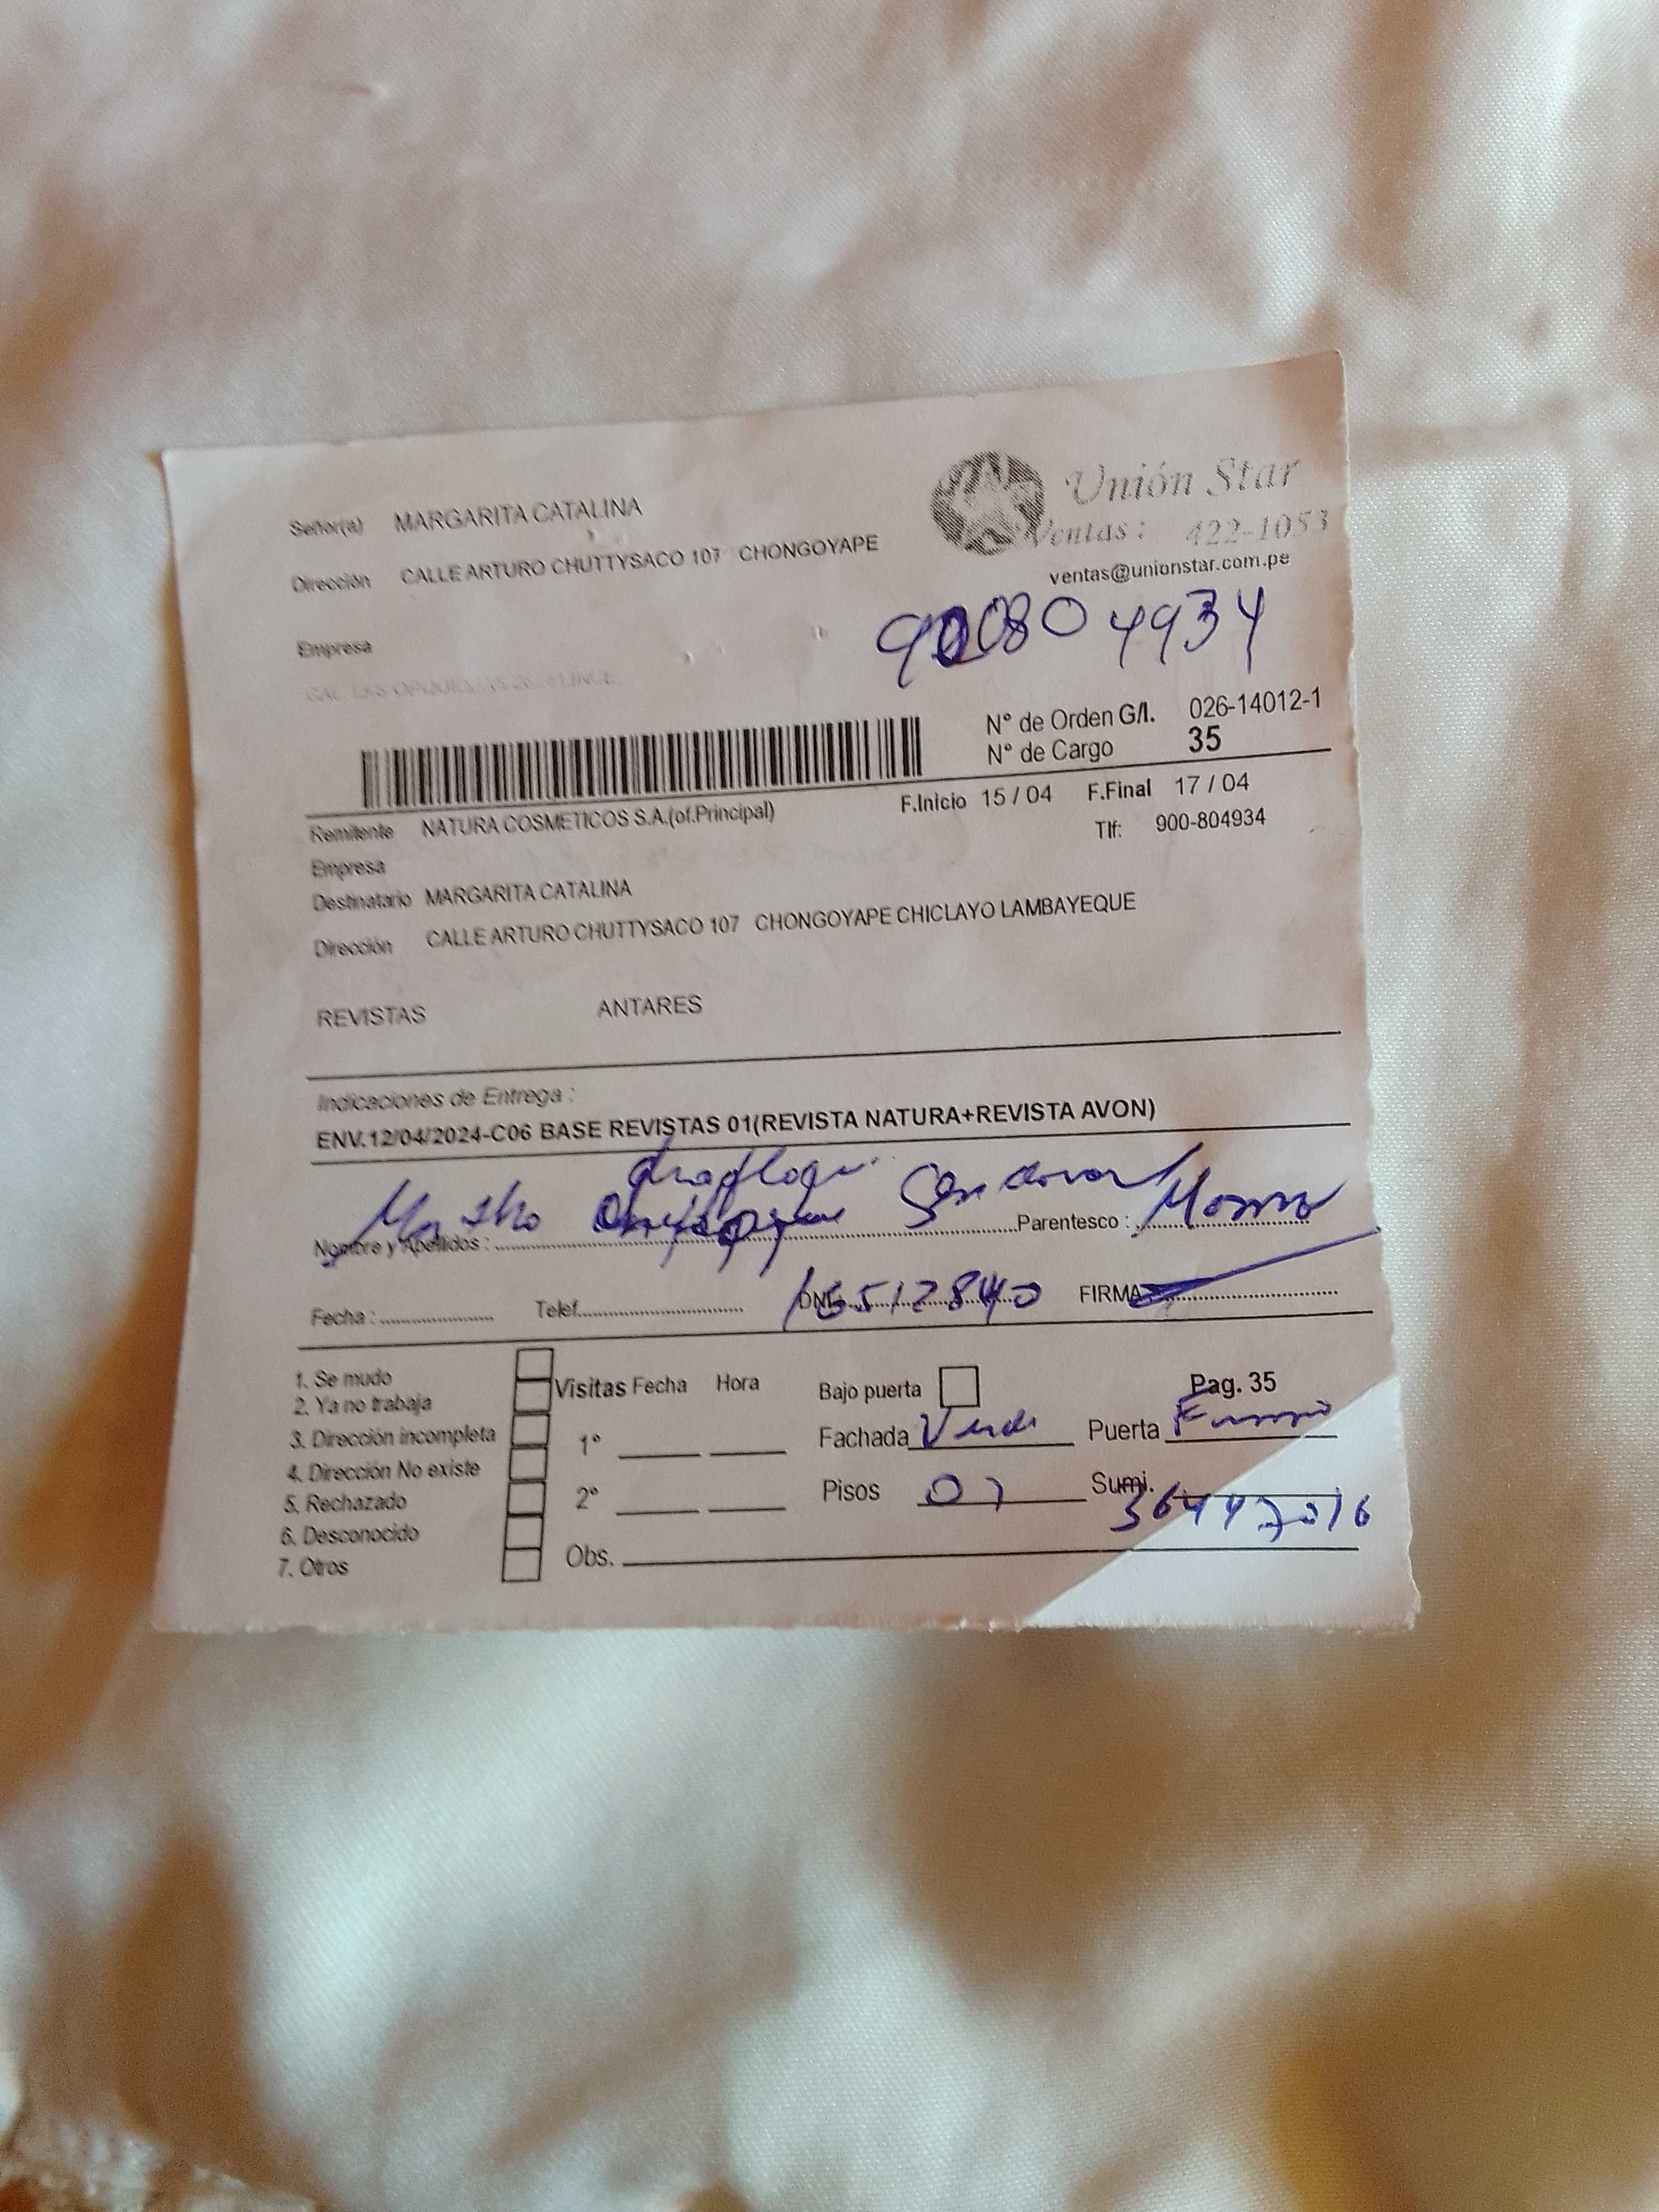 Señor(a) MARGARITA CATALINA
Unión Star
Dirección CALLE ARTURO CHUTTYSACO 107 CHONGOYAPE
Ventas : 422-1053
ventas@unionstar.com.pe
Empresa
N° de Orden G/I. 026-14012-1
N° de Cargo 35
F.Inicio 15 / 04 F.Final 17 / 04
Remitente NATURA COSMETICOS S.A.(of.Principal)
Tlf: 900-804934
Empresa
Destinatario MARGARITA CATALINA
Dirección CALLE ARTURO CHUTTYSACO 107 CHONGOYAPE CHICLAYO LAMBAYEQUE
REVISTAS ANTARES
Indicaciones de Entrega :
ENV.12/04/2024-C06 BASE REVISTAS 01(REVISTA NATURA+REVISTA AVON)
Sandoval
Nombre y Apellidos : Parentesco :
Fecha : Telef. DNI: 16512840 FIRMA
1. Se mudo
2. Ya no trabaja
3. Dirección incompleta
4. Dirección No existe
5. Rechazado
6. Desconocido
7. Otros
Visitas Fecha Hora
1°
2°
Bajo puerta Pag. 35
Fachada Verde Puerta
Pisos 01 Sumi.
Obs.